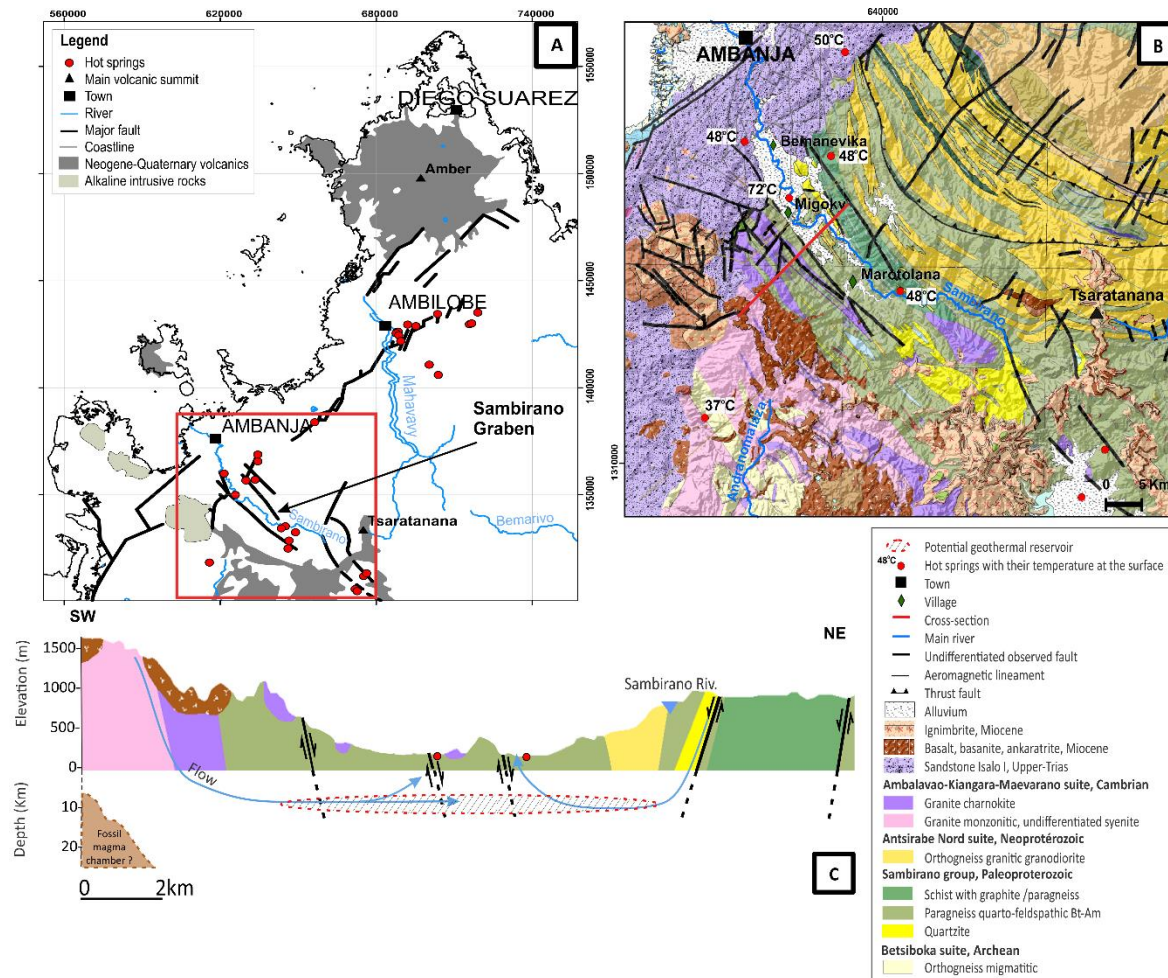 560000 620000 680000 740000
A
Legend
Hot springs
Main volcanic summit
Town
River
Major fault
Coastline
Neogene-Quaternary volcanics
Alkaline intrusive rocks
DIEGO SUAREZ
Amber
AMBILOBE
Mahavavy
Sambirano
Graben
AMBANJA
Sambirano
Tsaratanana
Bemarivo
1550000
1500000
1450000
1400000
1350000
640000
B
AMBANJA
50°C
48°C
Bemanevika
48°C
72°C
Migoky
Marotolana
48°C
Sambirano
Tsaratanana
37°C
Andranomalaza
1310000
0 5 Km
SW
NE
Elevation (m)
1500
1000
500
0
Depth (Km)
10
20
Sambirano Riv.
Flow
Fossil
magma
chamber ?
0 2km
C
Potential geothermal reservoir
48°C Hot springs with their temperature at the surface
Town
Village
Cross-section
Main river
Undifferentiated observed fault
Aeromagnetic lineament
Thrust fault
Alluvium
Ignimbrite, Miocene
Basalt, basanite, ankaratrite, Miocene
Sandstone Isalo I, Upper-Trias
Ambalavao-Kiangara-Maevarano suite, Cambrian
Granite charnokite
Granite monzonitic, undifferentiated syenite
Antsirabe Nord suite, Neoprotérozoic
Orthogneiss granitic granodiorite
Sambirano group, Paleoproterozoic
Schist with graphite /paragneiss
Paragneiss quarto-feldspathic Bt-Am
Quartzite
Betsiboka suite, Archean
Orthogneiss migmatitic